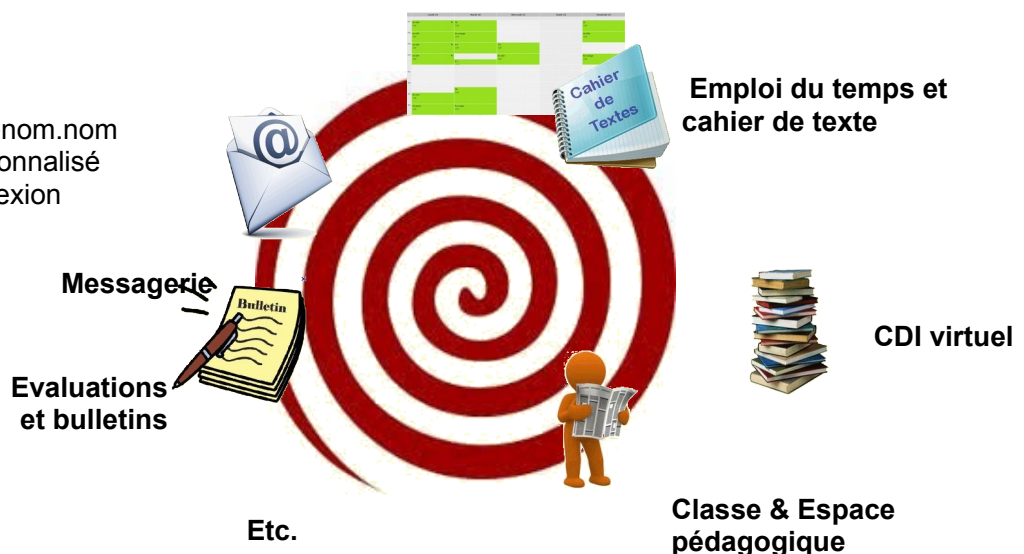 Cahier
de
Textes
Emploi du temps et
cahier de texte
nom.nom
onnalisé
exion
Messagerie
Bulletin
CDI virtuel
Evaluations
et bulletins
Classe & Espace
pédagogique
Etc.